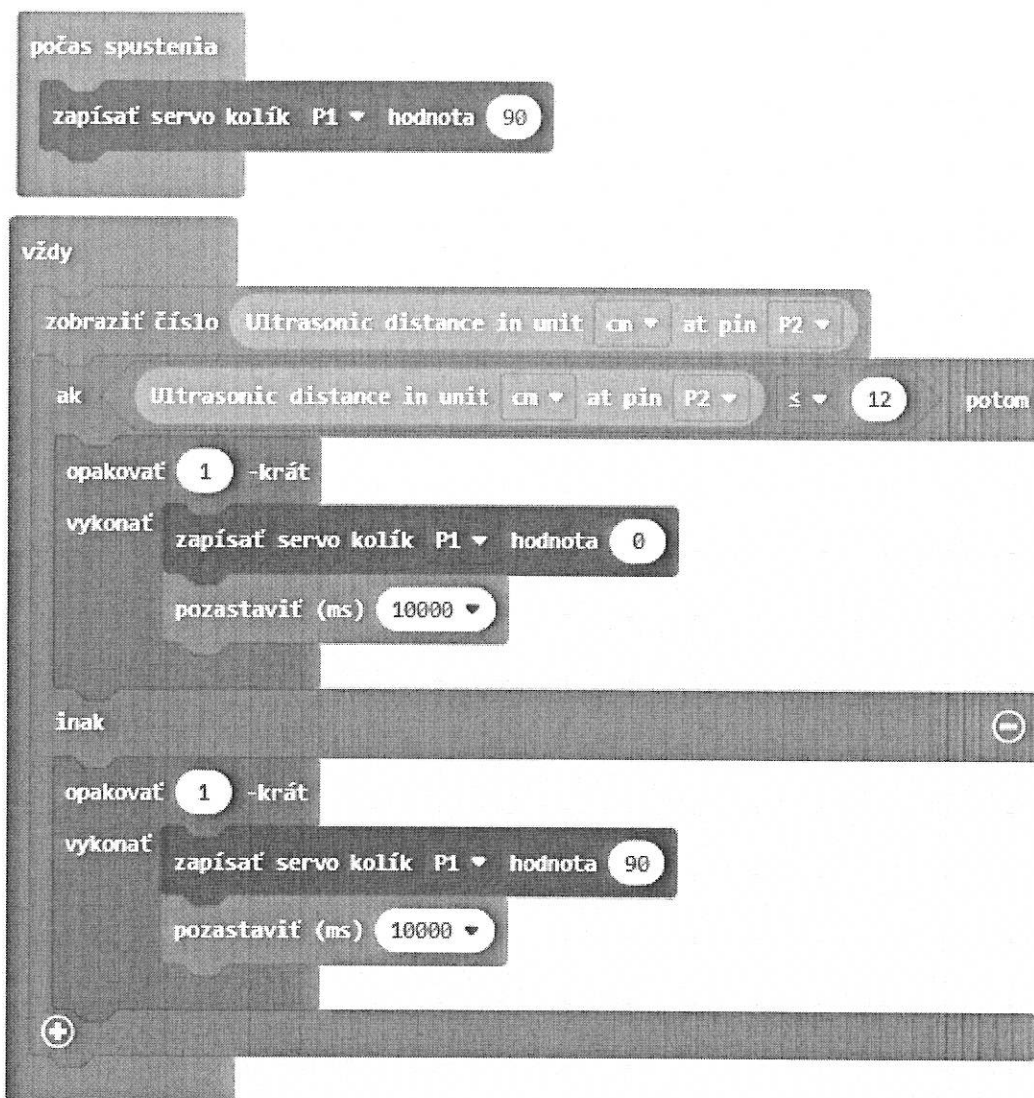 počas spustenia
zapísať servo kolík P1 hodnota 90
vždy
zobraziť číslo Ultrasonic distance in unit cm at pin P2
ak Ultrasonic distance in unit cm at pin P2 ≤ 12 potom
opakovať 1 -krát
vykonať zapísať servo kolík P1 hodnota 0
pozastaviť (ms) 10000
inak
opakovať 1 -krát
vykonať zapísať servo kolík P1 hodnota 90
pozastaviť (ms) 10000